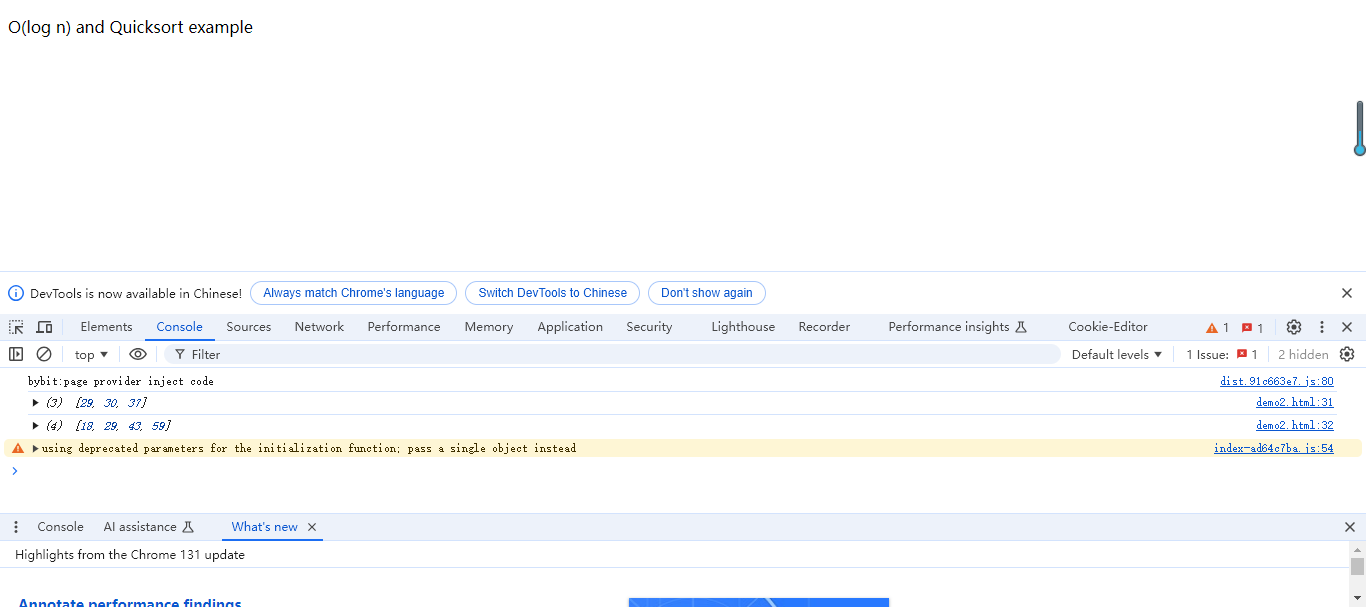 O(log n) and Quicksort example
DevTools is now available in Chinese! Always match Chrome's language Switch DevTools to Chinese Don't show again
Elements Console Sources Network Performance Memory Application Security Lighthouse Recorder Performance insights Cookie-Editor 1 1
top Filter Default levels 1 Issue: 1 2 hidden
bybit:page provider inject code dist.91c663e7.js:80
(3) [29, 30, 37] demo2.html:31
(4) [18, 29, 43, 59] demo2.html:32
using deprecated parameters for the initialization function; pass a single object instead index-ad64c7ba.js:54
Console AI assistance What's new
Highlights from the Chrome 131 update
Annotate performance findings